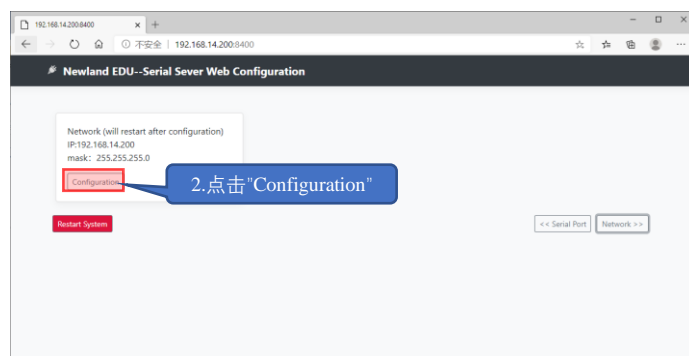 192.168.14.200:8400
不安全 | 192.168.14.200:8400
Newland EDU--Serial Sever Web Configuration
Network (will restart after configuration)
IP:192.168.14.200
mask: 255.255.255.0
Configuration
2.点击"Configuration"
Restart System
<< Serial Port
Network >>